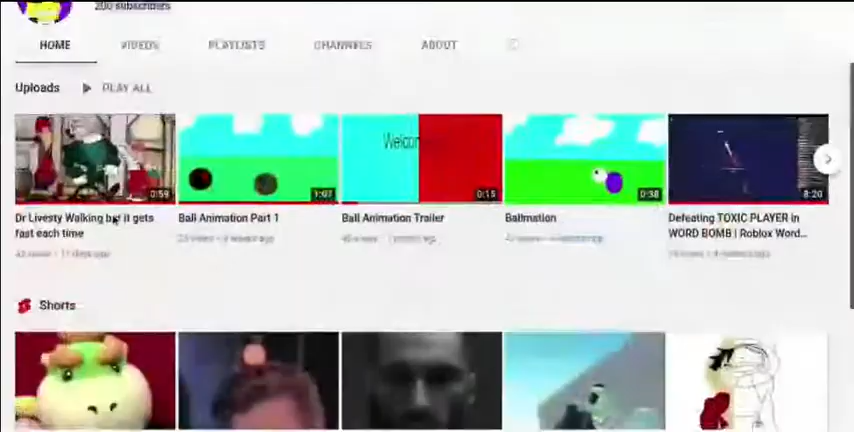 200 subscribers
HOME VIDEOS PLAYLISTS CHANNELS ABOUT
Uploads PLAY ALL
Welcom
0:59 1:07 0:15 0:38 8:20
Dr Livesty Walking but it gets
fast each time
Ball Animation Part 1
Ball Animation Trailer
Ballmation
Defeating TOXIC PLAYER in
WORD BOMB | Roblox Word...
Shorts